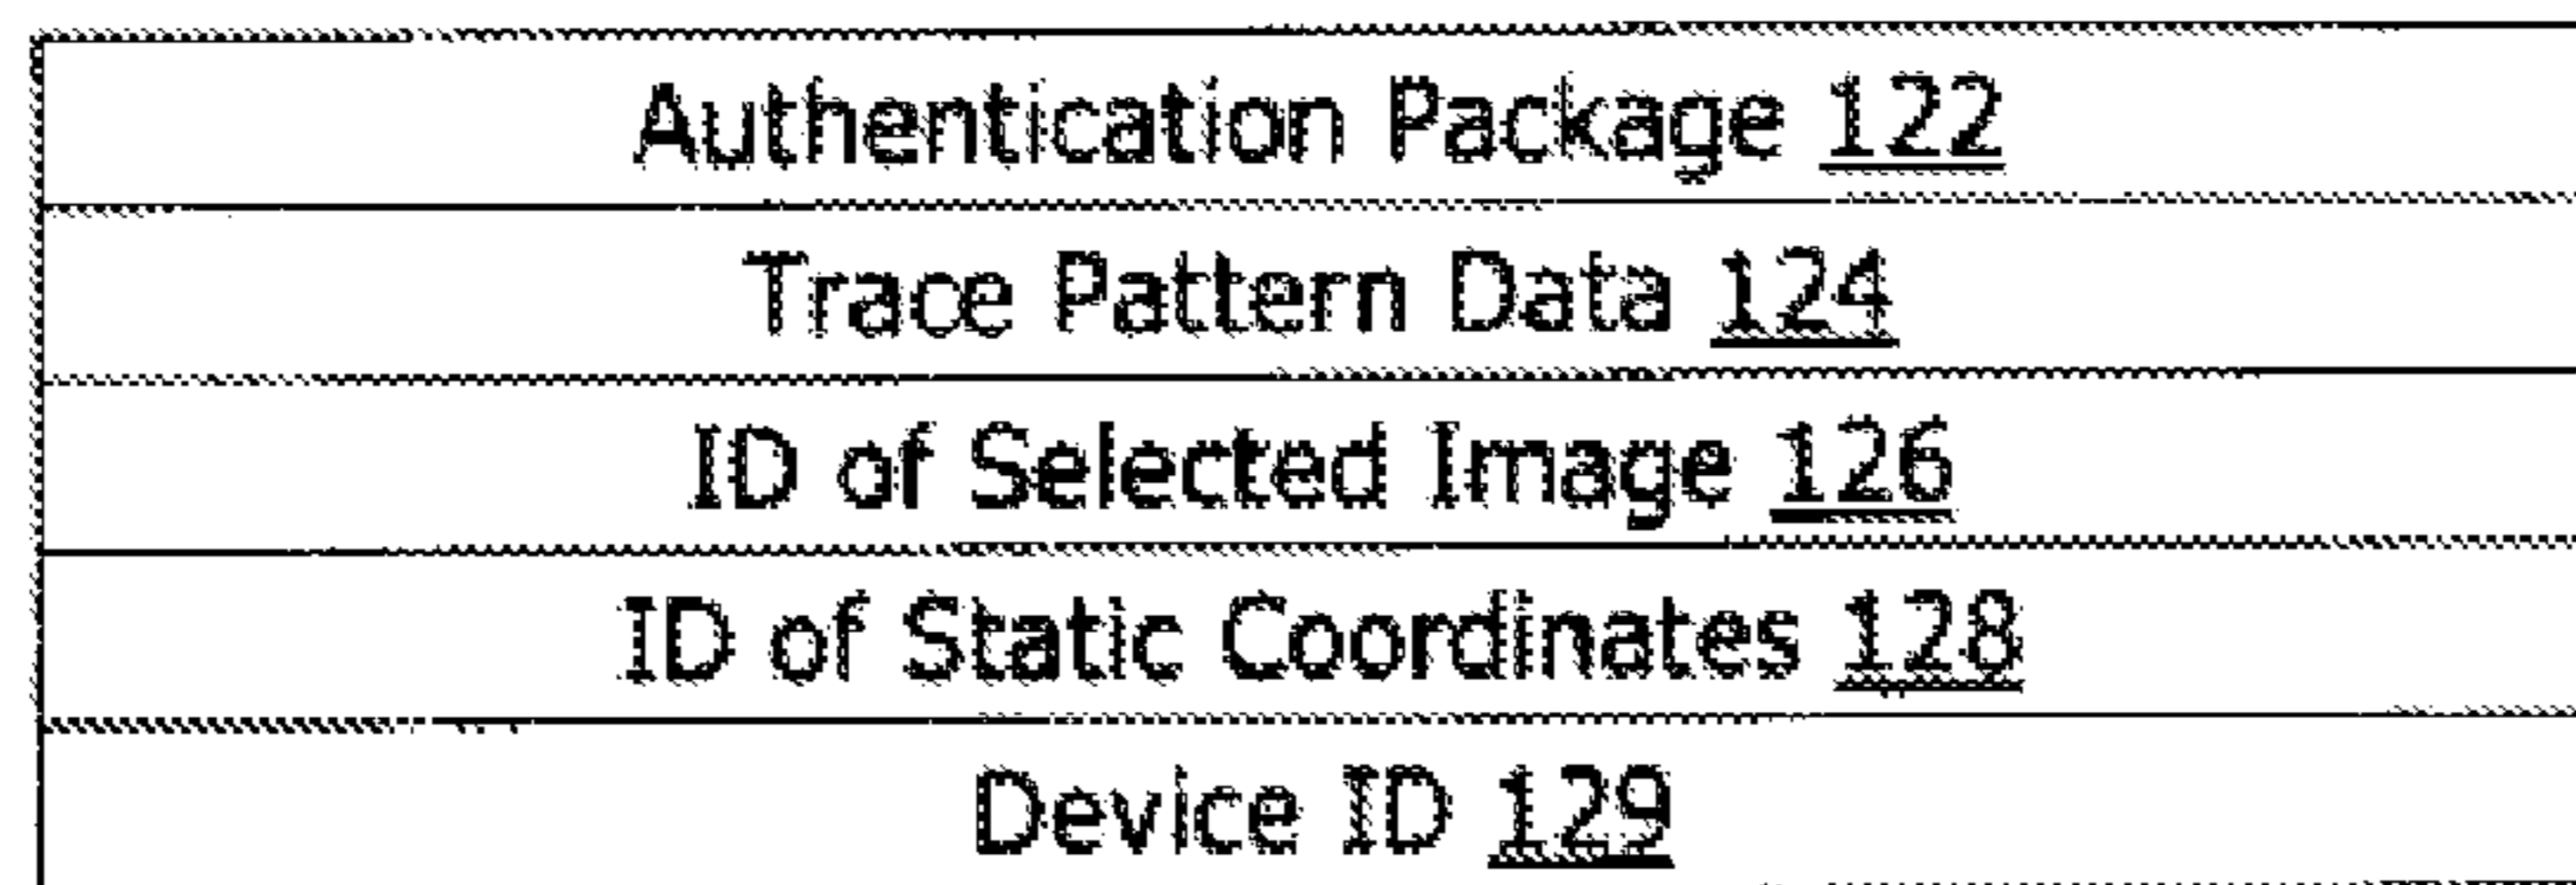 Authentication Package 122
Trace Pattern Data 124
ID of Selected Image 126
ID of Static Coordinates 128
Device ID 129